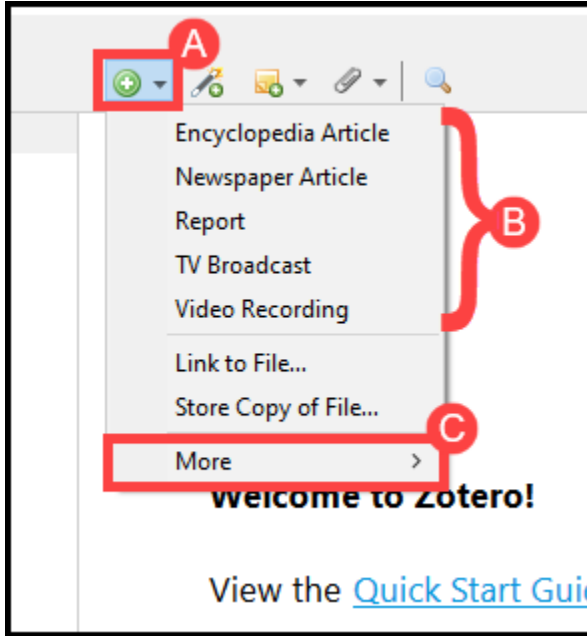 A
Encyclopedia Article
Newspaper Article
Report
B
TV Broadcast
Video Recording
Link to File...
Store Copy of File...
C
More
Welcome to Zotero!
View the Quick Start